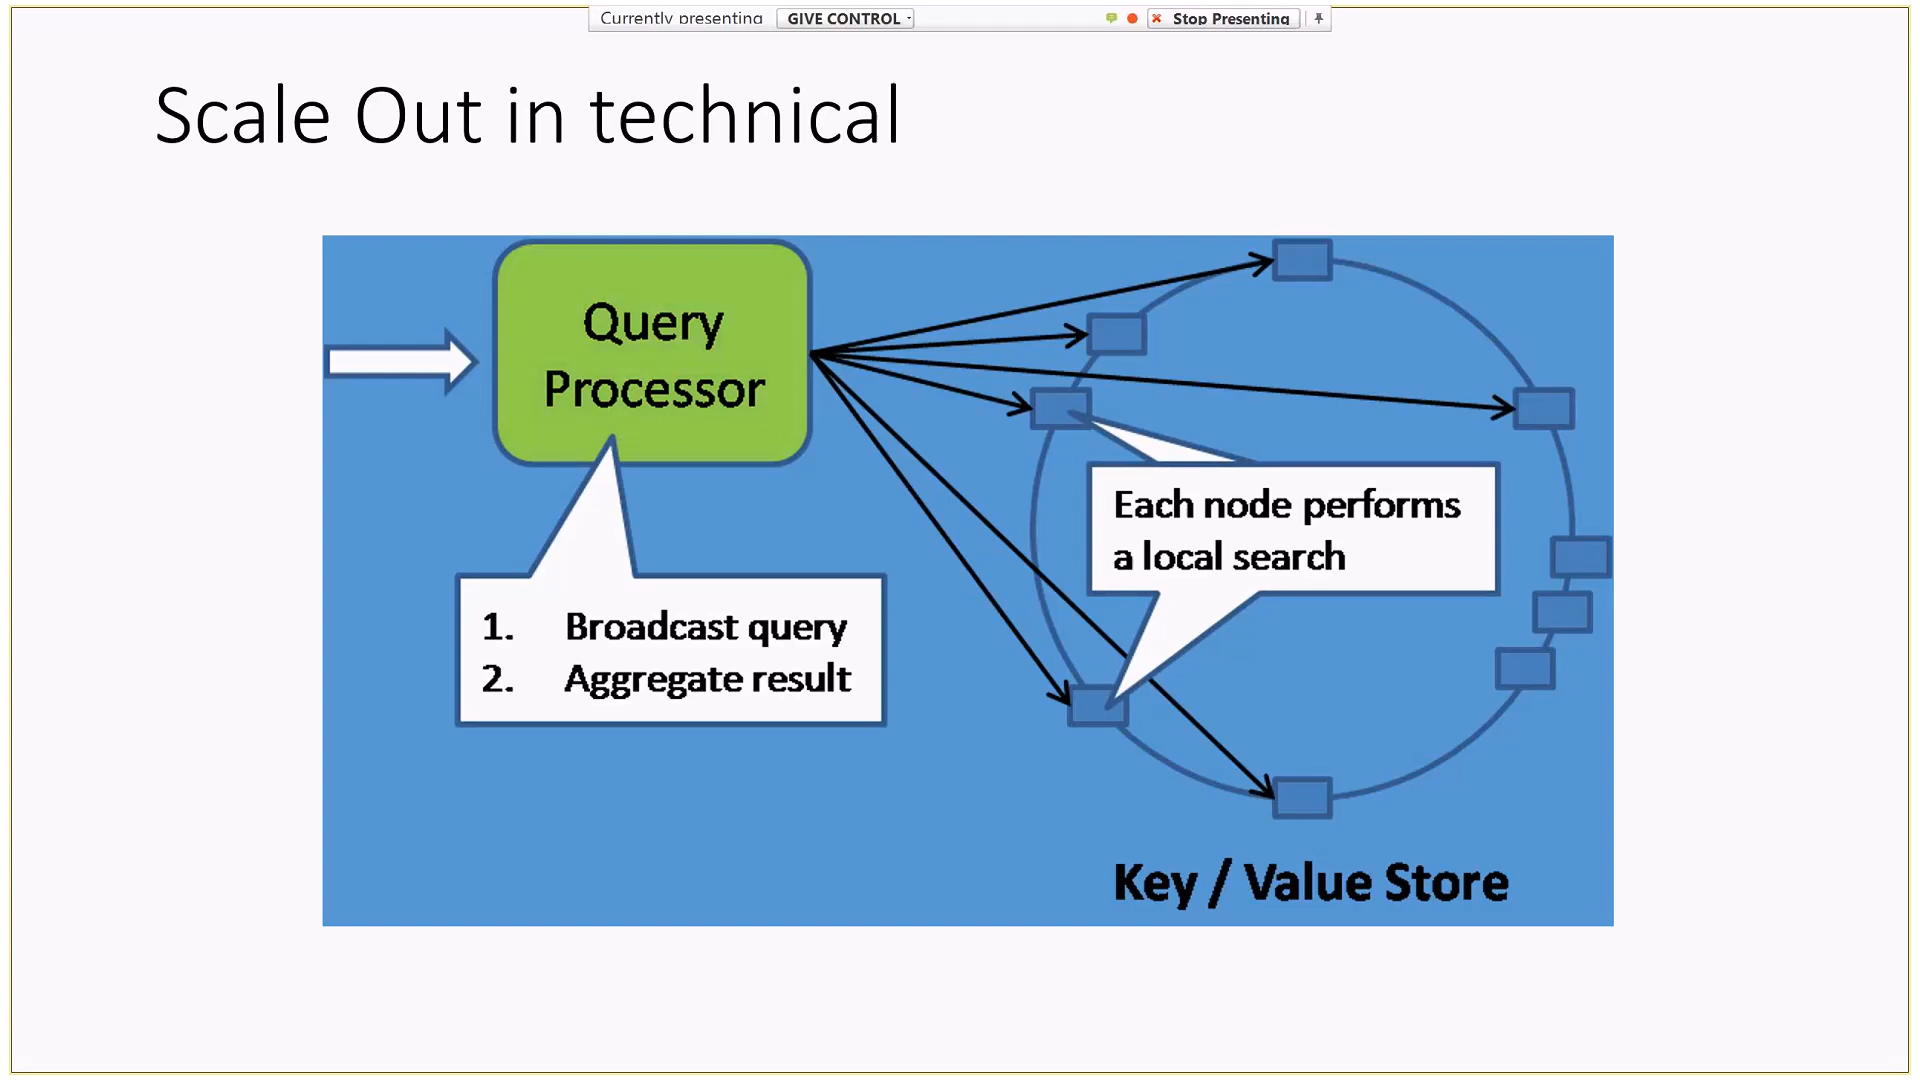 Currently presenting GIVE CONTROL Stop Presenting
Scale Out in technical
Query
Processor
Each node performs
a local search
1. Broadcast query
2. Aggregate result
Key / Value Store